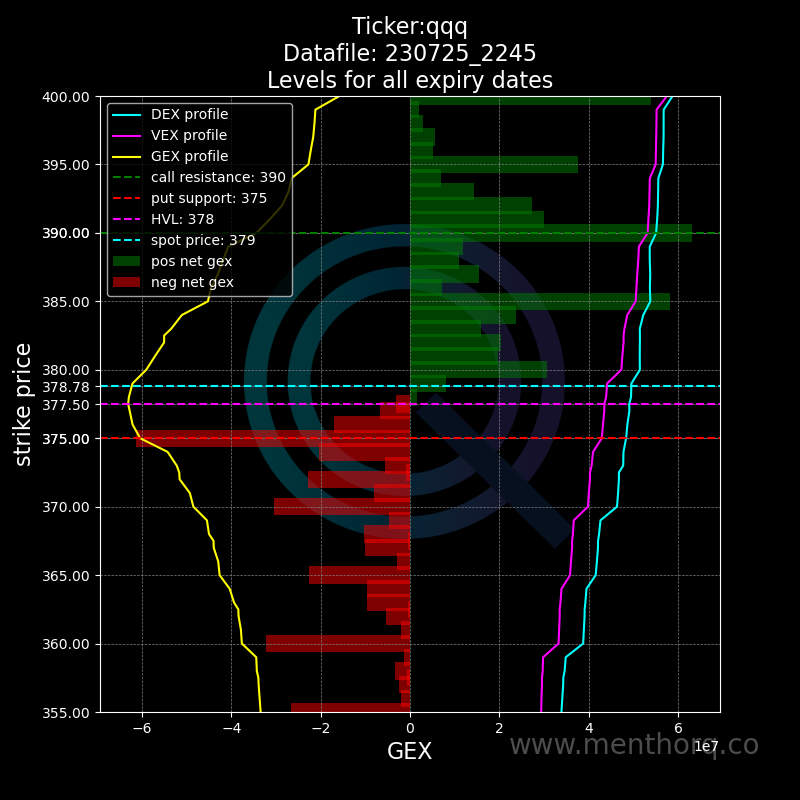 Ticker:qqq
Datafile: 230725_2245
Levels for all expiry dates
DEX profile
VEX profile
GEX profile
call resistance: 390
put support: 375
HVL: 378
spot price: 379
pos net gex
neg net gex
strike price
400.00
395.00
390.00
385.00
380.00
378.78
377.50
375.00
370.00
365.00
360.00
355.00
−6
−4
−2
0
2
4
6
1e7
GEX
www.menthorq.co